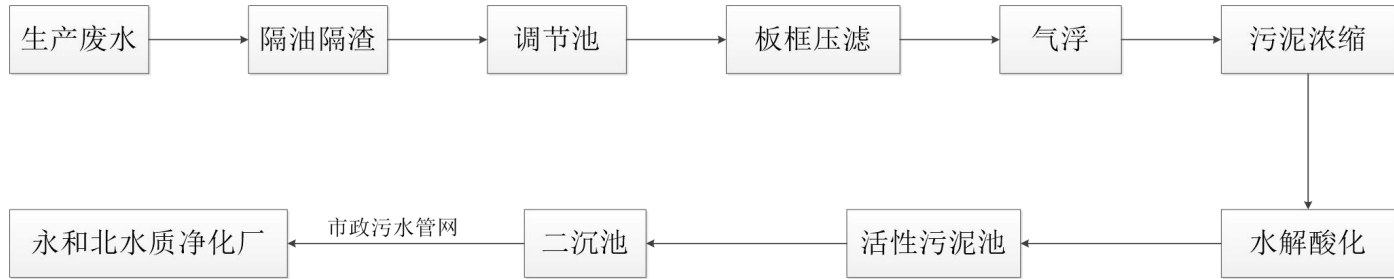 生产废水
隔油隔渣
调节池
板框压滤
气浮
污泥浓缩
水解酸化
活性污泥池
二沉池
市政污水管网
永和北水质净化厂